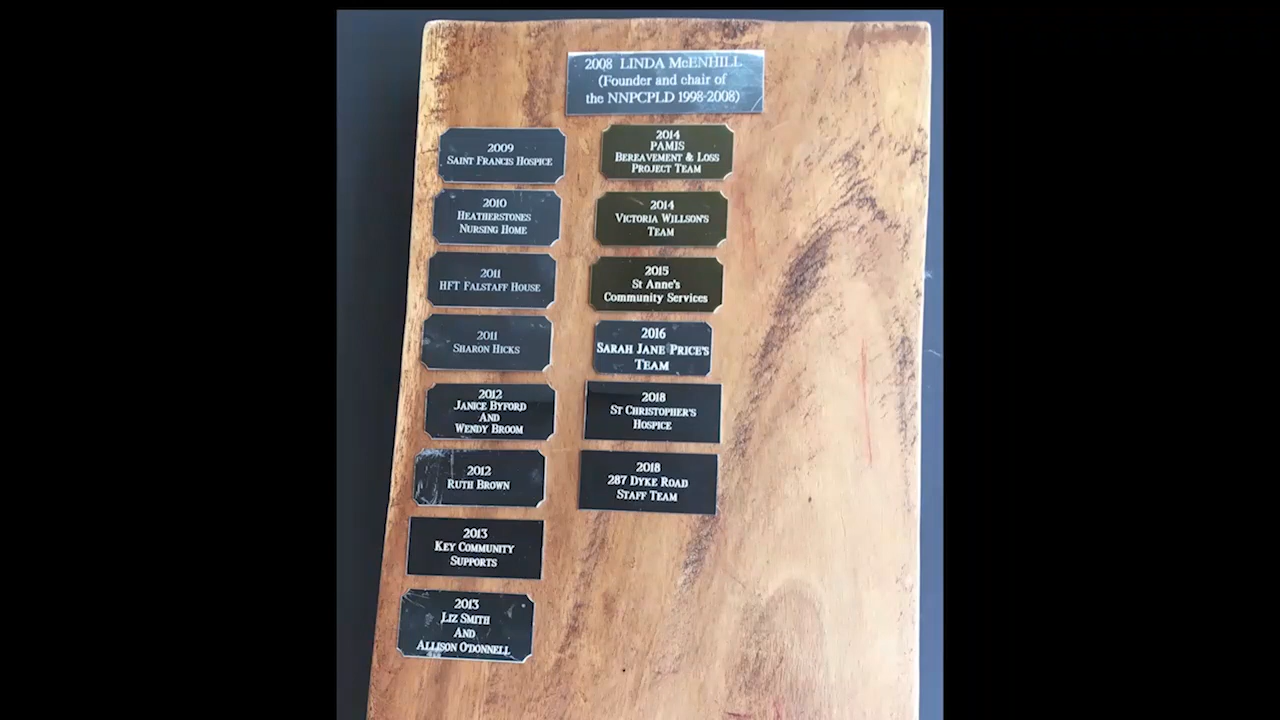 2008 LINDA McENHILL
(Founder and chair of
the NNPCPLD 1998-2008)
2009
SAINT FRANCIS HOSPICE
2010
HEATHERSTONES
NURSING HOME
2011
HFT FALSTAFF HOUSE
2011
SHARON HICKS
2012
JANICE BYFORD
AND
WENDY BROOM
2012
RUTH BROWN
2013
KEY COMMUNITY
SUPPORTS
2013
LIZ SMITH
AND
ALLISON O'DONNELL
2014
PAMIS
BEREAVEMENT & LOSS
PROJECT TEAM
2014
VICTORIA WILLSON'S
TEAM
2015
St Anne's
Community Services
2016
SARAH JANE PRICE'S
TEAM
2018
ST CHRISTOPHER'S
HOSPICE
2018
287 DYKE ROAD
STAFF TEAM